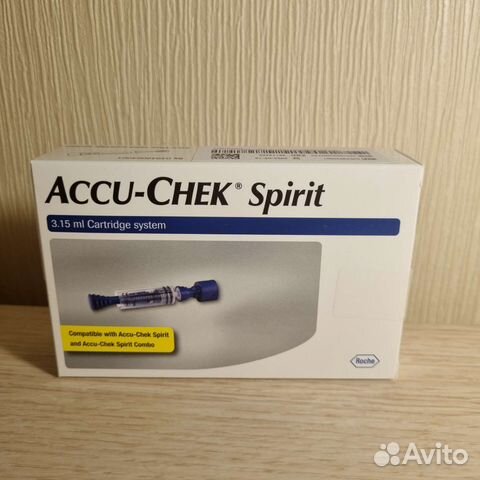 ACCU-CHEK® Spirit
3.15 ml Cartridge system
Compatible with Accu-Chek Spirit
and Accu-Chek Spirit Combo
Roche
Avito